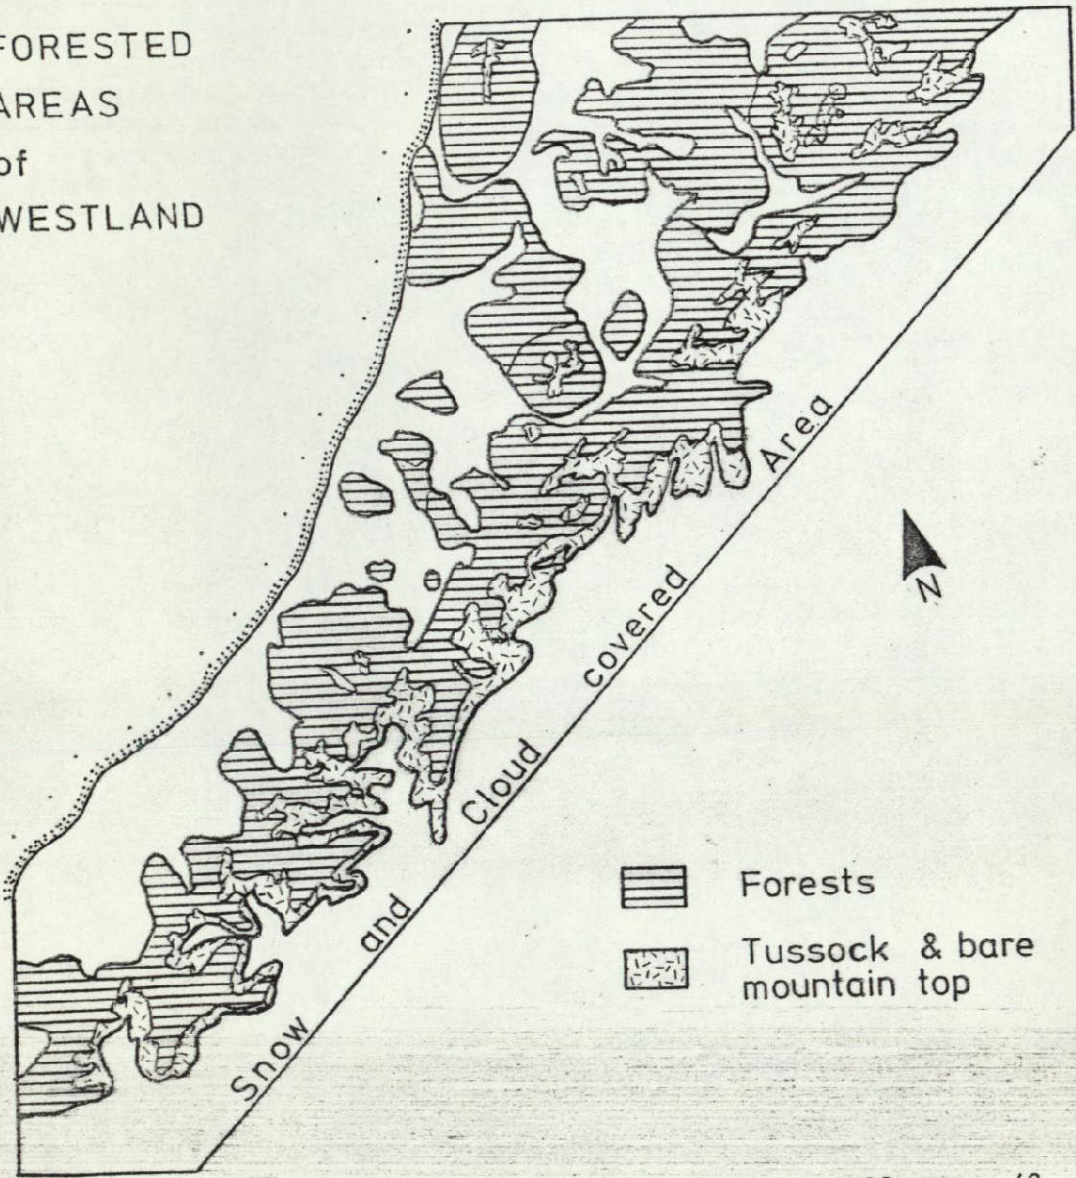 FORESTED
AREAS
of
WESTLAND
Snow and Cloud covered Area
N
Forests
Tussock & bare
mountain top